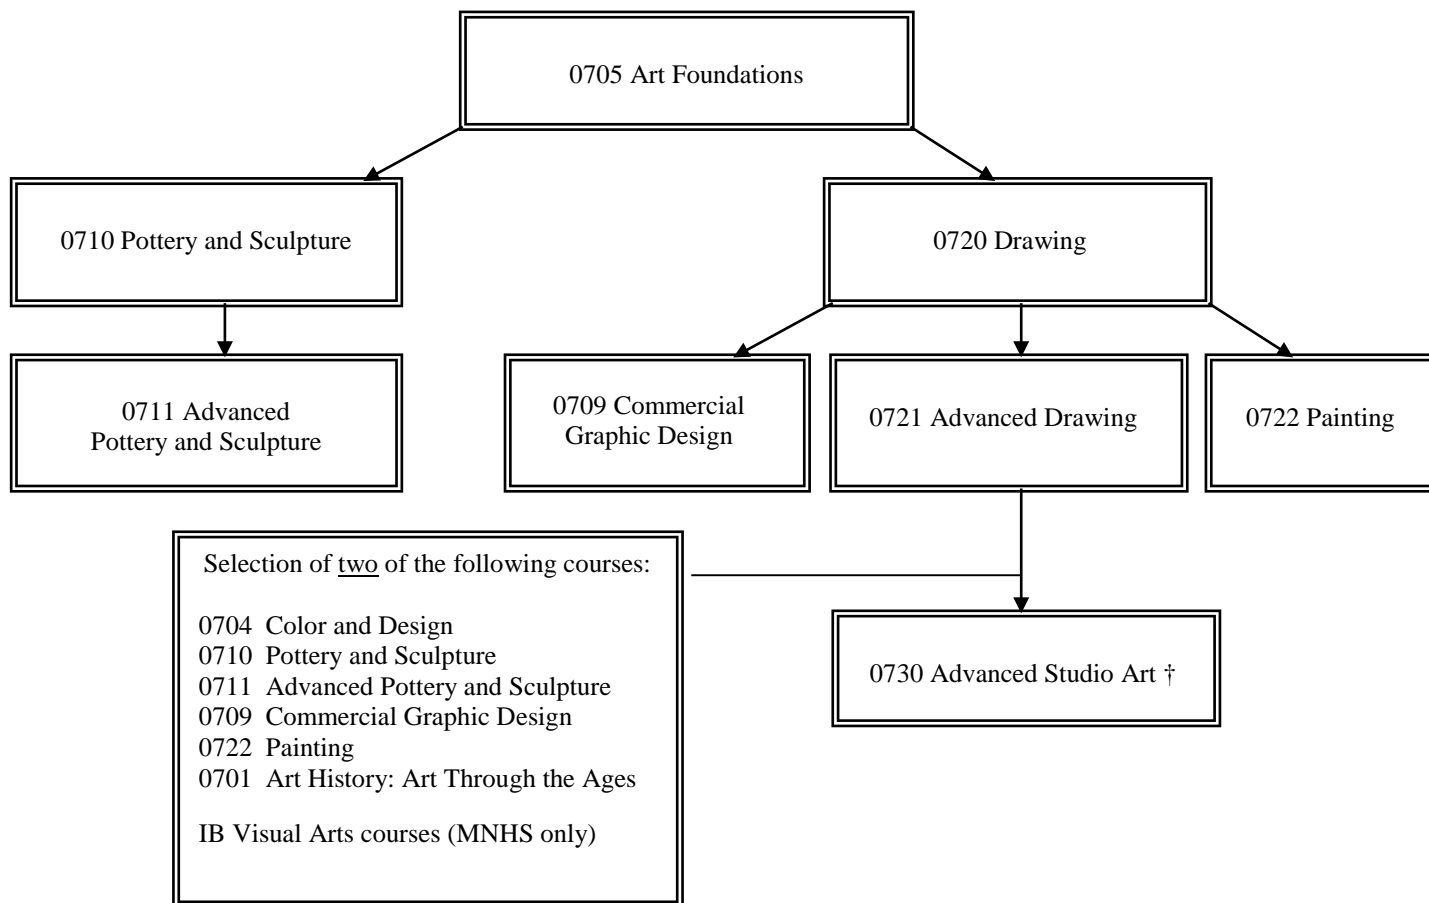 0705 Art Foundations
0710 Pottery and Sculpture
0720 Drawing
0711 Advanced
Pottery and Sculpture
0709 Commercial
Graphic Design
0721 Advanced Drawing
0722 Painting
Selection of two of the following courses:
0704 Color and Design
0710 Pottery and Sculpture
0711 Advanced Pottery and Sculpture
0709 Commercial Graphic Design
0722 Painting
0701 Art History: Art Through the Ages
IB Visual Arts courses (MNHS only)
0730 Advanced Studio Art †